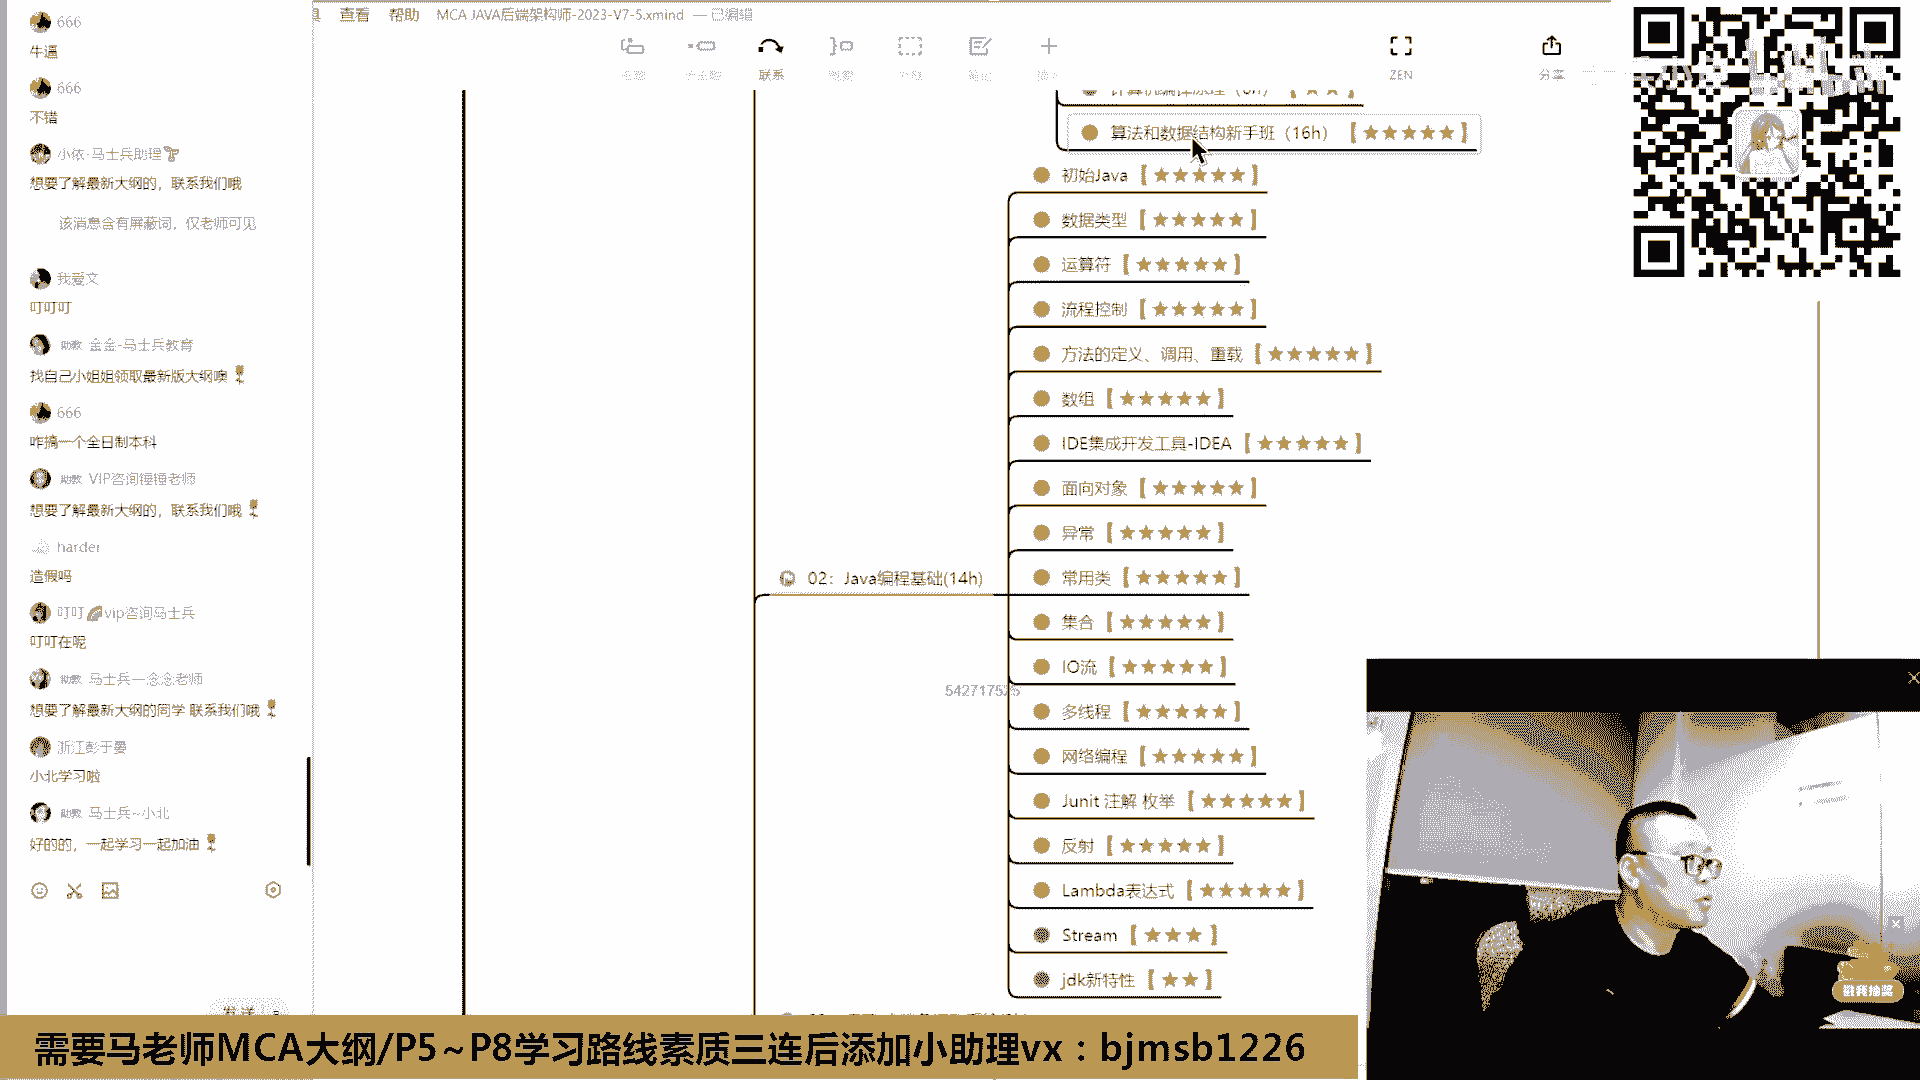 查看 帮助 MCA JAVA后端架构师-2023-V7-5.xmind — 已编辑
联系
ZEN
分享
666
牛逼
666
不错
小依·马士兵助理
想要了解最新大纲的，联系我们哦
该消息含有屏蔽词，仅老师可见
我爱文
叮叮叮
助教 金金-马士兵教育
找自己小姐姐领取最新版大纲噢
666
咋搞一个全日制本科
助教 VIP咨询锤锤老师
想要了解最新大纲的，联系我们哦
harder
造假吗
叮叮 vip咨询马士兵
叮叮在呢
助教 马士兵—念念老师
想要了解最新大纲的同学 联系我们哦
浙江彭于晏
小北学习啦
助教 马士兵~小北
好的的，一起学习一起加油
算法和数据结构新手班（16h）【★★★★★】
初始Java【★★★★★】
数据类型【★★★★★】
运算符【★★★★★】
流程控制【★★★★★】
方法的定义、调用、重载【★★★★★】
数组【★★★★★】
IDE集成开发工具-IDEA【★★★★★】
面向对象【★★★★★】
异常【★★★★★】
02：Java编程基础(14h)
常用类【★★★★★】
集合【★★★★★】
IO流【★★★★★】
多线程【★★★★★】
网络编程【★★★★★】
Junit 注解 枚举【★★★★★】
反射【★★★★★】
Lambda表达式【★★★★★】
Stream【★★★】
jdk新特性【★★】
戳我抽奖
需要马老师MCA大纲/P5~P8学习路线素质三连后添加小助理vx：bjmsb1226